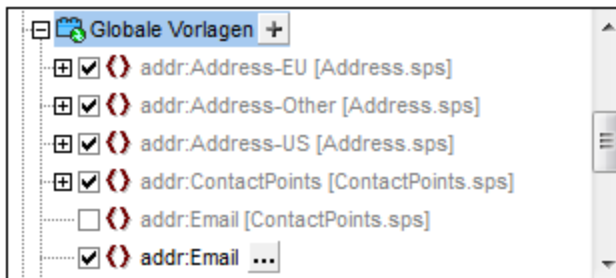 Globale Vorlagen
addr:Address-EU [Address.sps]
addr:Address-Other [Address.sps]
addr:Address-US [Address.sps]
addr:ContactPoints [ContactPoints.sps]
addr:Email [ContactPoints.sps]
addr:Email ...